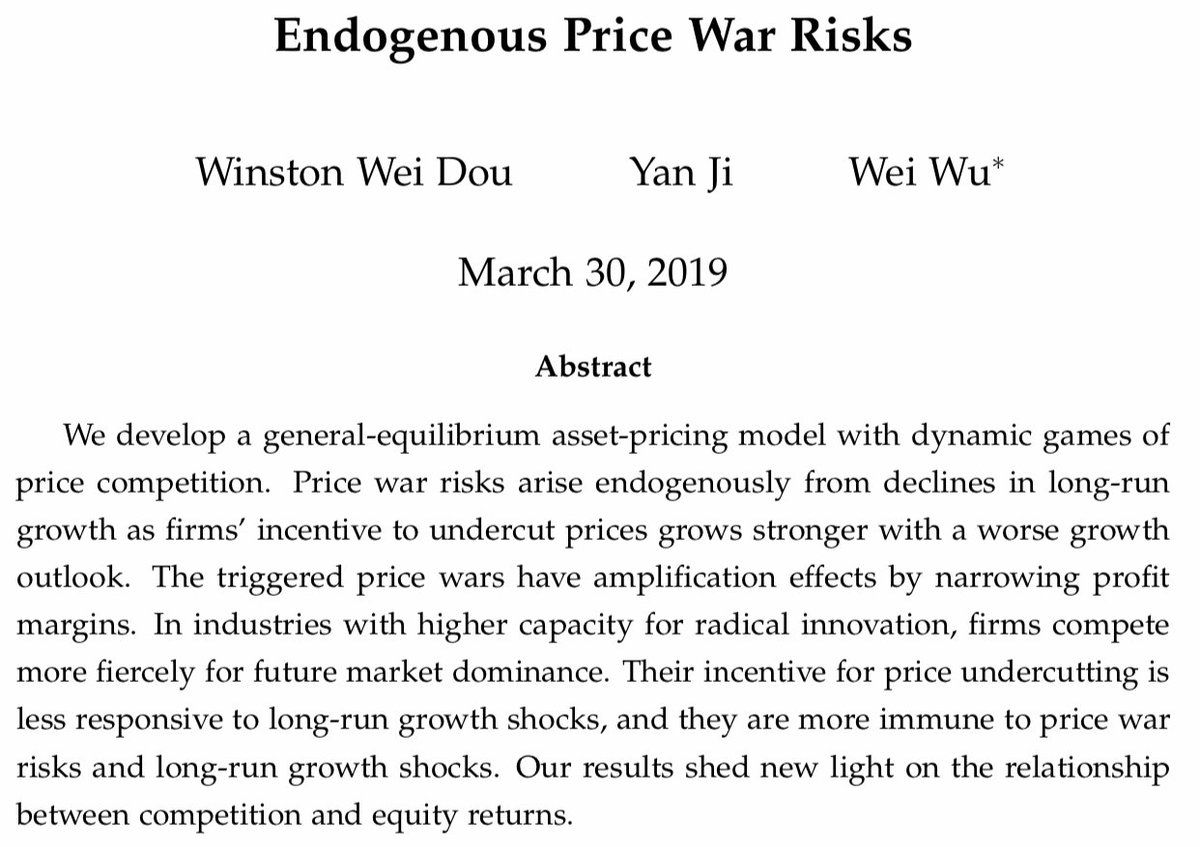 Endogenous Price War Risks
Winston Wei Dou Yan Ji Wei Wu*
March 30, 2019
Abstract
We develop a general-equilibrium asset-pricing model with dynamic games of
price competition. Price war risks arise endogenously from declines in long-run
growth as firms’ incentive to undercut prices grows stronger with a worse growth
outlook. The triggered price wars have amplification effects by narrowing profit
margins. In industries with higher capacity for radical innovation, firms compete
more fiercely for future market dominance. Their incentive for price undercutting is
less responsive to long-run growth shocks, and they are more immune to price war
risks and long-run growth shocks. Our results shed new light on the relationship
between competition and equity returns.